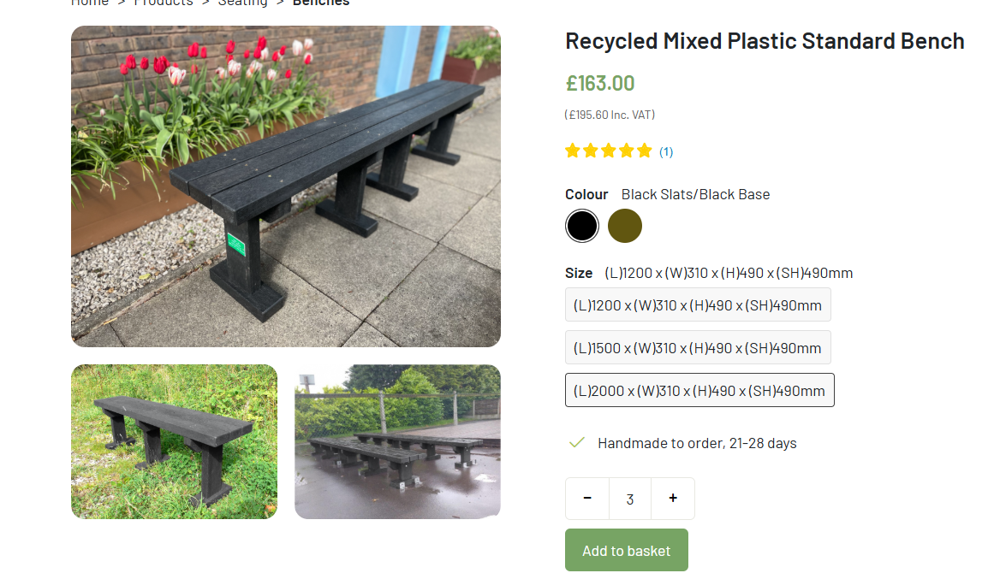 Home > Products > Seating > Benches
Recycled Mixed Plastic Standard Bench
£163.00
(£195.60 Inc. VAT)
(1)
Colour Black Slats/Black Base
Size (L)1200 x (W)310 x (H)490 x (SH)490mm
(L)1200 x (W)310 x (H)490 x (SH)490mm
(L)1500 x (W)310 x (H)490 x (SH)490mm
(L)2000 x (W)310 x (H)490 x (SH)490mm
Handmade to order, 21-28 days
− 3 +
Add to basket